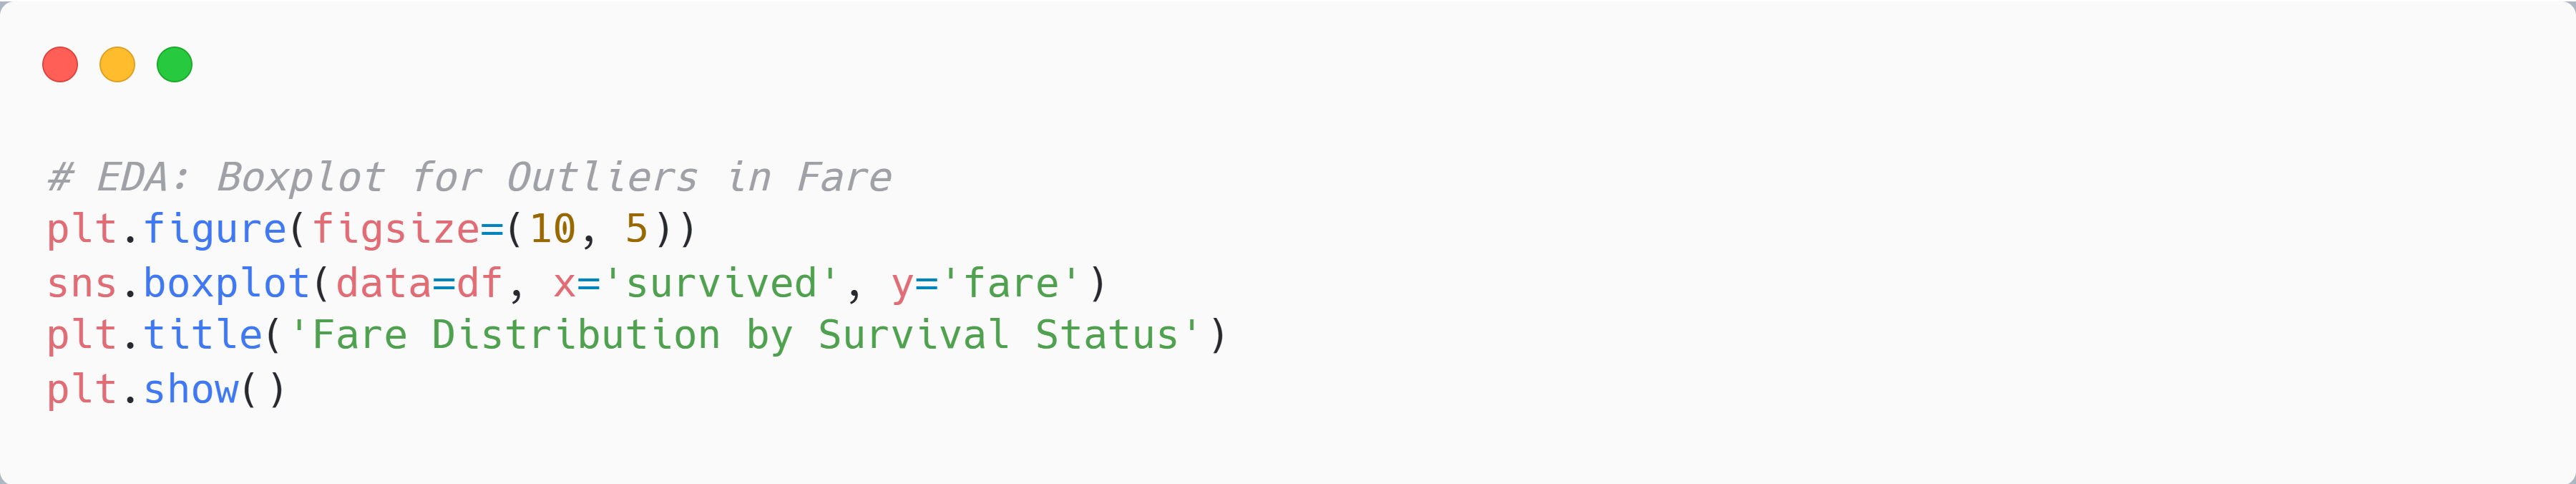 # EDA: Boxplot for Outliers in Fare
plt.figure(figsize=(10, 5))
sns.boxplot(data=df, x='survived', y='fare')
plt.title('Fare Distribution by Survival Status')
plt.show()